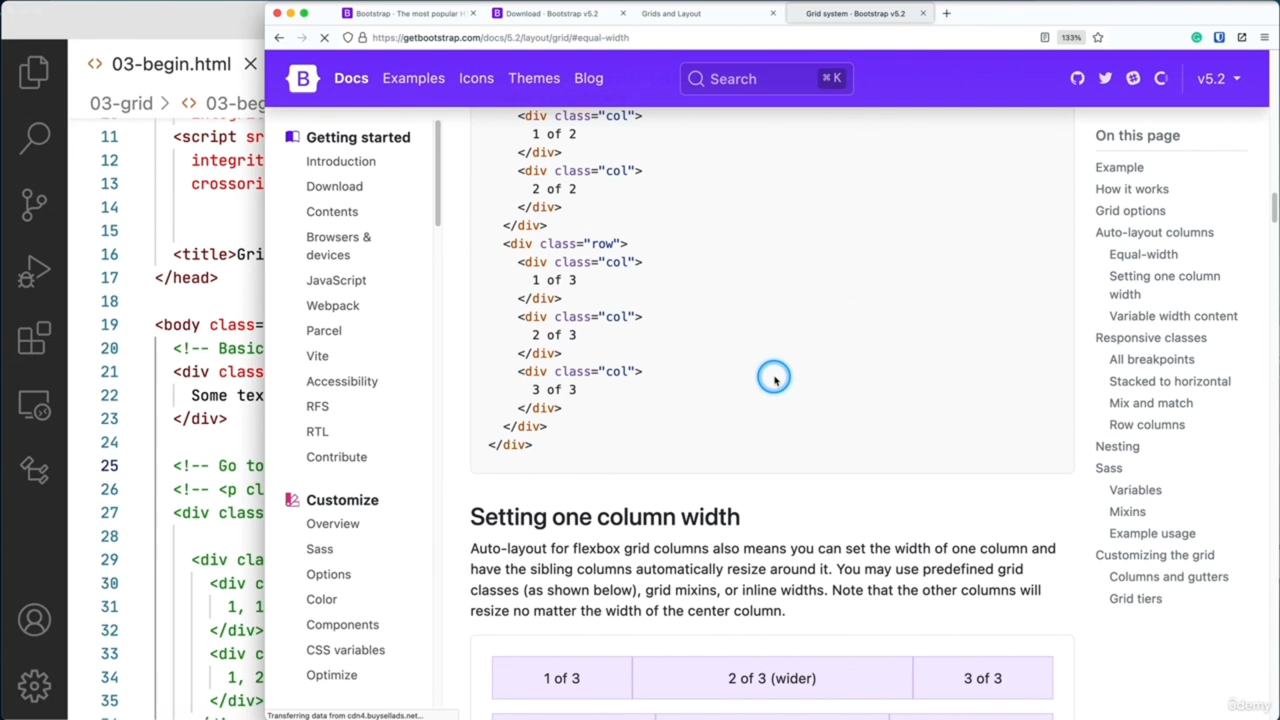 Bootstrap · The most popular H
Download · Bootstrap v5.2
Grids and Layout
Grid system · Bootstrap v5.2
https://getbootstrap.com/docs/5.2/layout/grid/#equal-width
133%
03-begin.html
03-grid > <> 03-beg
B
Docs
Examples
Icons
Themes
Blog
Search
⌘ K
v5.2
11 <script sr
12 integrit
13 crossori
14
15
16 <title>Gri
17 </head>
18
19 <body class=
20 <!-- Basic
21 <div class
22 Some tex
23 </div>
24
25 <!-- Go to
26 <!-- <p cl
27 <div class
28
29 <div cla
30 <div c
31 1, 1
32 </div>
33 <div c
34 1, 2
35 </div>
Getting started
Introduction
Download
Contents
Browsers &
devices
JavaScript
Webpack
Parcel
Vite
Accessibility
RFS
RTL
Contribute
Customize
Overview
Sass
Options
Color
Components
CSS variables
Optimize
<div class="col">
1 of 2
</div>
<div class="col">
2 of 2
</div>
</div>
<div class="row">
<div class="col">
1 of 3
</div>
<div class="col">
2 of 3
</div>
<div class="col">
3 of 3
</div>
</div>
</div>
Setting one column width
Auto-layout for flexbox grid columns also means you can set the width of one column and
have the sibling columns automatically resize around it. You may use predefined grid
classes (as shown below), grid mixins, or inline widths. Note that the other columns will
resize no matter the width of the center column.
1 of 3
2 of 3 (wider)
3 of 3
On this page
Example
How it works
Grid options
Auto-layout columns
Equal-width
Setting one column
width
Variable width content
Responsive classes
All breakpoints
Stacked to horizontal
Mix and match
Row columns
Nesting
Sass
Variables
Mixins
Example usage
Customizing the grid
Columns and gutters
Grid tiers
Transferring data from cdn4.buysellads.net...
ûdemy